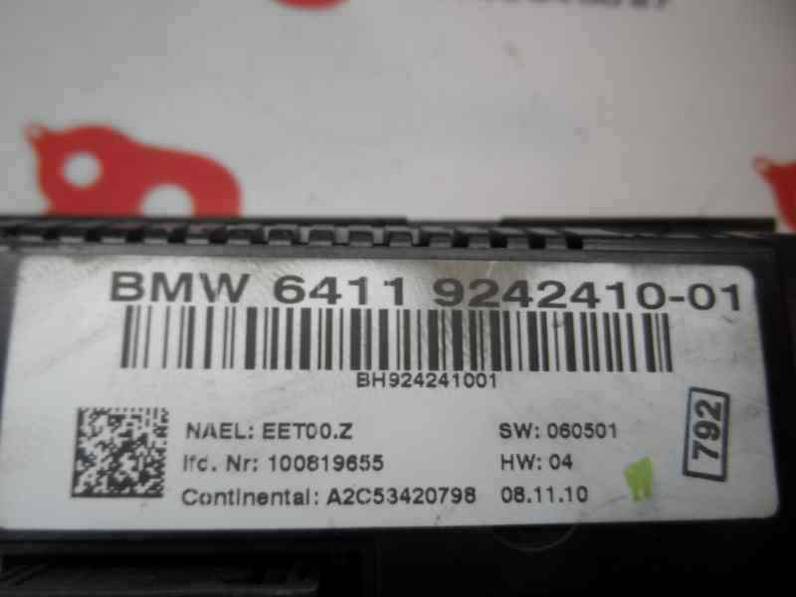 BMW 6411 9242410-01
BH924241001
NAEL: EET00.Z SW: 060501
lfd. Nr: 100819655 HW: 04
Continental: A2C53420798 08.11.10
792